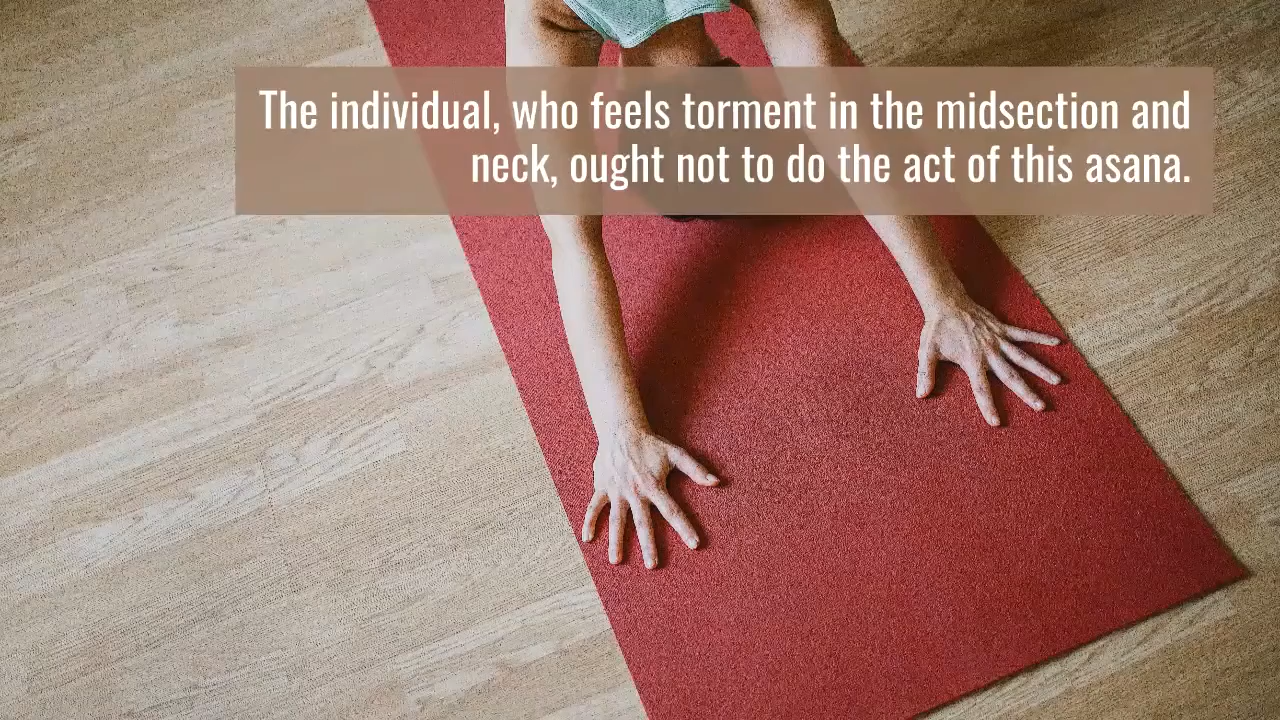 The individual, who feels torment in the midsection and
neck, ought not to do the act of this asana.